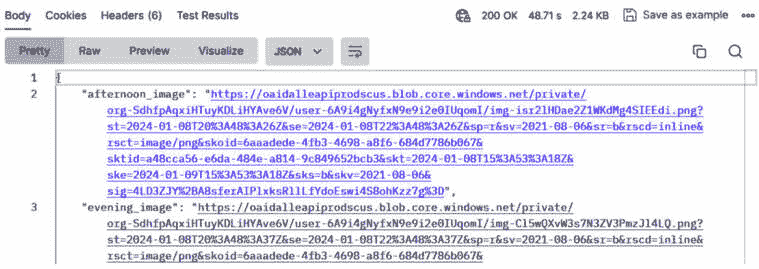 Body Cookies Headers (6) Test Results 200 OK 48.71 s 2.24 KB Save as example
Pretty Raw Preview Visualize JSON
1 {
2 "afternoon_image": "https://oaidalleapiprodscus.blob.core.windows.net/private/
org-SdhfpAqxiHTuyKDLiHYAve6V/user-6A9i4gNyfxN9e9i2e0IUqomI/img-isr2lHDae2Z1WKdMg4SIEEdi.png?
st=2024-01-08T20%3A48%3A26Z&se=2024-01-08T22%3A48%3A26Z&sp=r&sv=2021-08-06&sr=b&rscd=inline&
rsct=image/png&skoid=6aaadede-4fb3-4698-a8f6-684d7786b067&
sktid=a48cca56-e6da-484e-a814-9c849652bcb3&skt=2024-01-08T15%3A53%3A18Z&
ske=2024-01-09T15%3A53%3A18Z&sks=b&skv=2021-08-06&
sig=4LD3ZJY%2BA8sferAIPlxksRllLfYdoEswi4S8ohKzz7g%3D",
3 "evening_image": "https://oaidalleapiprodscus.blob.core.windows.net/private/
org-SdhfpAqxiHTuyKDLiHYAve6V/user-6A9i4gNyfxN9e9i2e0IUqomI/img-Cl5wQXvW3s7N3ZV3PmzJl4LQ.png?
st=2024-01-08T20%3A48%3A37Z&se=2024-01-08T22%3A48%3A37Z&sp=r&sv=2021-08-06&sr=b&rscd=inline&
rsct=image/png&skoid=6aaadede-4fb3-4698-a8f6-684d7786b067&